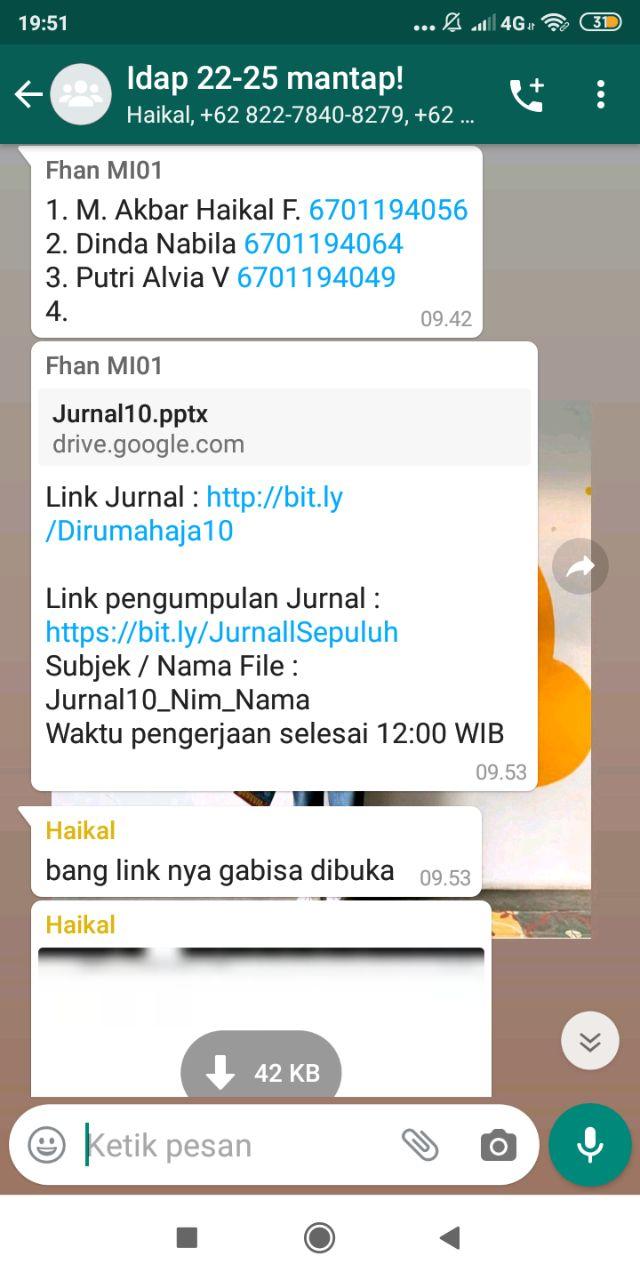 19:51
4G
31
Idap 22-25 mantap!
Haikal, +62 822-7840-8279, +62 ...
Fhan MI01
1. M. Akbar Haikal F. 6701194056
2. Dinda Nabila 6701194064
3. Putri Alvia V 6701194049
4.
09.42
Fhan MI01
Jurnal10.pptx
drive.google.com
Link Jurnal : http://bit.ly
/Dirumahaja10
Link pengumpulan Jurnal :
https://bit.ly/JurnallSepuluh
Subjek / Nama File :
Jurnal10_Nim_Nama
Waktu pengerjaan selesai 12:00 WIB
09.53
Haikal
bang link nya gabisa dibuka
09.53
Haikal
42 KB
Ketik pesan